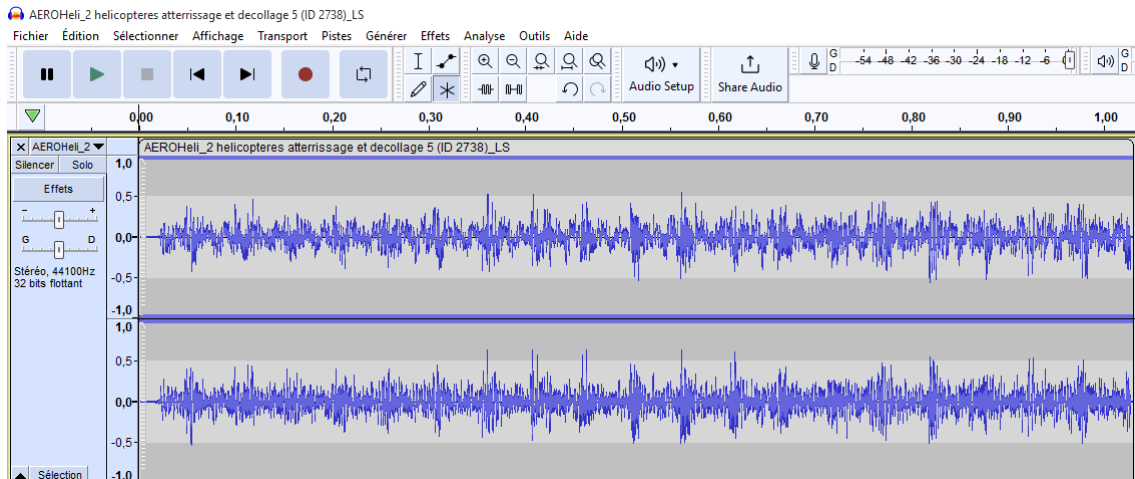 AEROHeli_2 helicopteres atterrissage et decollage 5 (ID 2738)_LS
Fichier Édition Sélectionner Affichage Transport Pistes Générer Effets Analyse Outils Aide
G D -54 -48 -42 -36 -30 -24 -18 -12 -6 0 G D
Audio Setup Share Audio
0,00 0,10 0,20 0,30 0,40 0,50 0,60 0,70 0,80 0,90 1,00
AEROHeli_2 AEROHeli_2 helicopteres atterrissage et decollage 5 (ID 2738)_LS
Silencer Solo 1,0
Effets 0,5
- +
0,0
G D
Stéréo, 44100Hz -0,5
32 bits flottant
-1,0
1,0
0,5
0,0
-0,5
Sélection -1,0